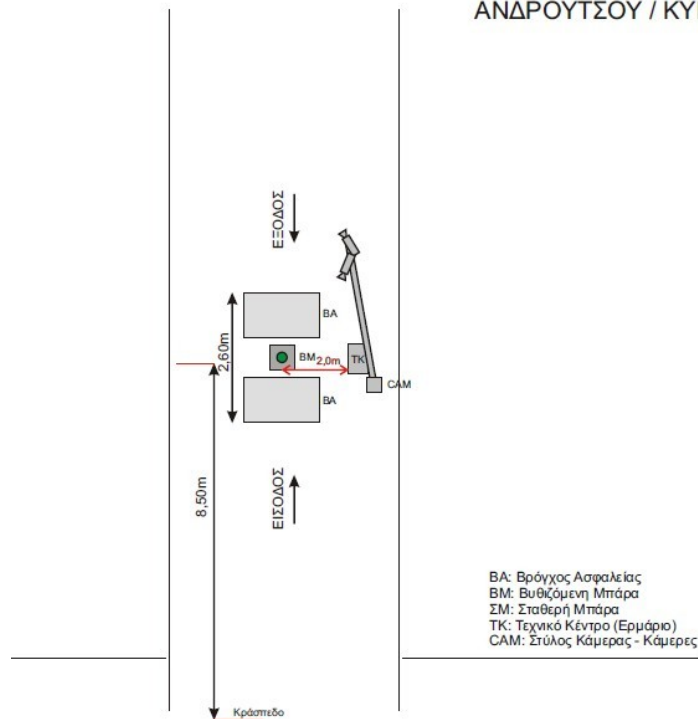 ΑΝΔΡΟΥΤΣΟΥ / ΚΥ
ΕΞΟΔΟΣ
ΒΑ
2,60m
ΒΜ
2,0m
ΤΚ
CAM
ΒΑ
8,50m
ΕΙΣΟΔΟΣ
ΒΑ: Βρόγχος Ασφαλείας
ΒΜ: Βυθιζόμενη Μπάρα
ΣΜ: Σταθερή Μπάρα
ΤΚ: Τεχνικό Κέντρο (Ερμάριο)
CAM: Στύλος Κάμερας - Κάμερες
Κράσπεδο